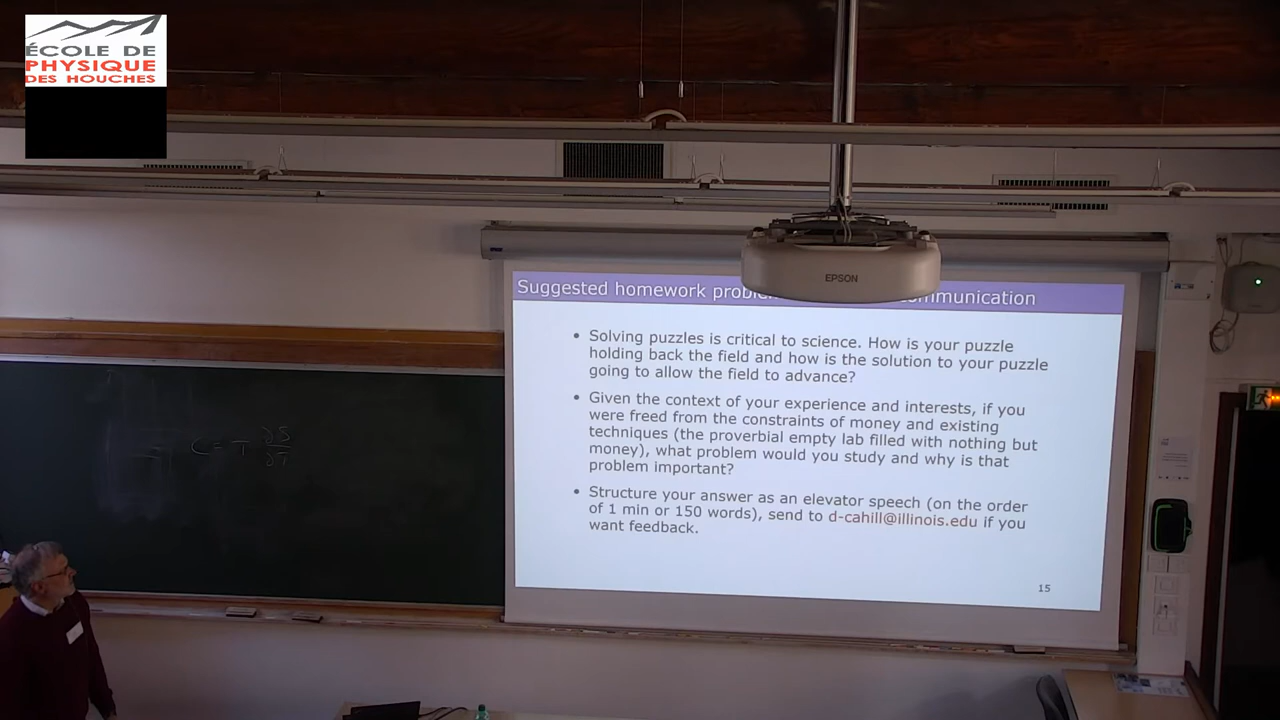 ÉCOLE DE
PHYSIQUE
DES HOUCHES
EPSON
Suggested homework
• Solving puzzles is critical to science. How is your puzzle
holding back the field and how is the solution to your puzzle
going to allow the field to advance?
• Given the context of your experience and interests, if you
were freed from the constraints of money and existing
techniques (the proverbial empty lab filled with nothing but
money), what problem would you study and why is that
problem important?
• Structure your answer as an elevator speech (on the order
of 1 min or 150 words), send to d-cahill@illinois.edu if you
want feedback.
15
C = T ∂S
∂T